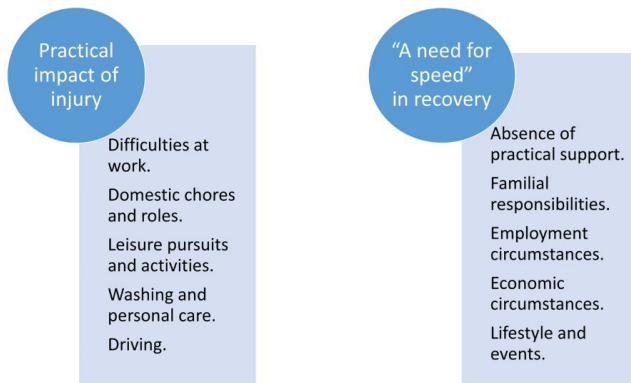 Practical
impact of
injury
Difficulties at
work.
Domestic chores
and roles.
Leisure pursuits
and activities.
Washing and
personal care.
Driving.
“A need for
speed”
in recovery
Absence of
practical support.
Familial
responsibilities.
Employment
circumstances.
Economic
circumstances.
Lifestyle and
events.